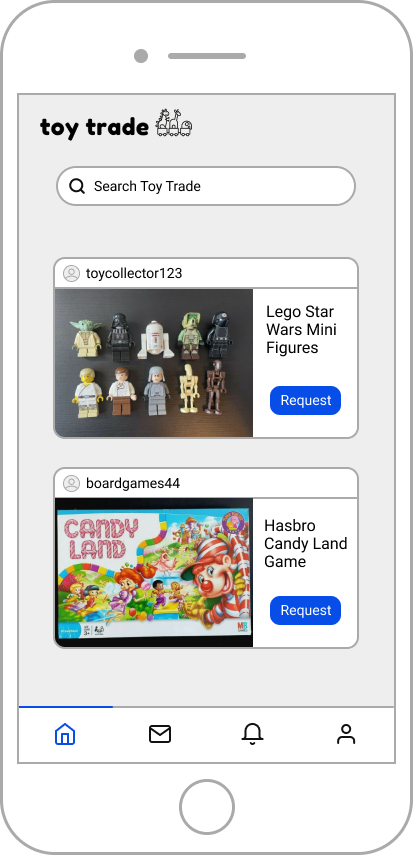 toy trade
Search Toy Trade
toycollector123
Lego Star
Wars Mini
Figures
Request
boardgames44
CANDY
LAND
Hasbro
Candy Land
Game
Request